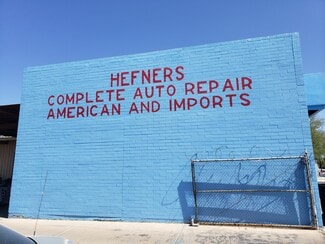 HEFNERS
COMPLETE AUTO REPAIR
AMERICAN AND IMPORTS